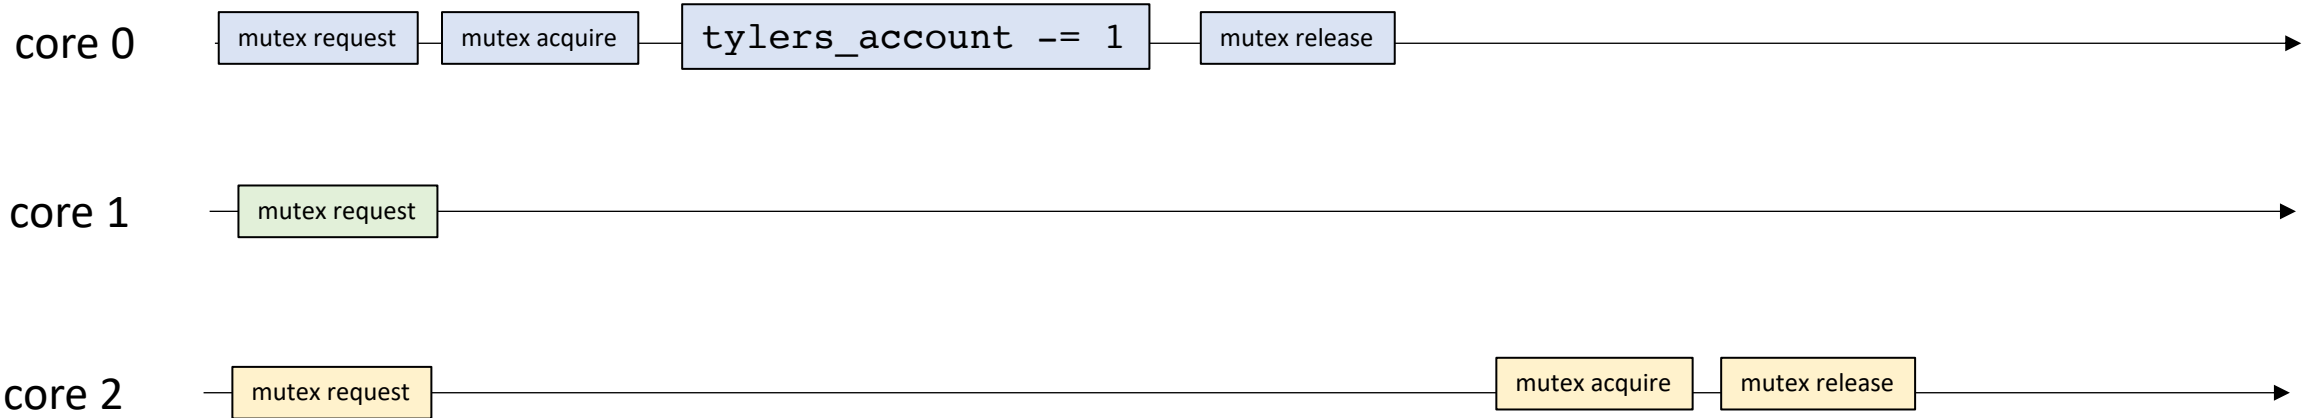 core 0 mutex request mutex acquire tylers_account -= 1 mutex release
core 1 mutex request
core 2 mutex request mutex acquire mutex release